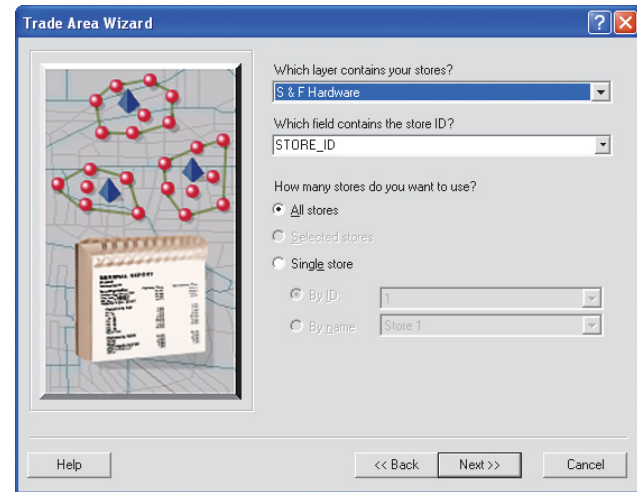 Trade Area Wizard
Which layer contains your stores?
S & F Hardware
Which field contains the store ID?
STORE_ID
How many stores do you want to use?
All stores
Selected stores
Single store
By ID: 1
By name Store 1
Help << Back Next >> Cancel